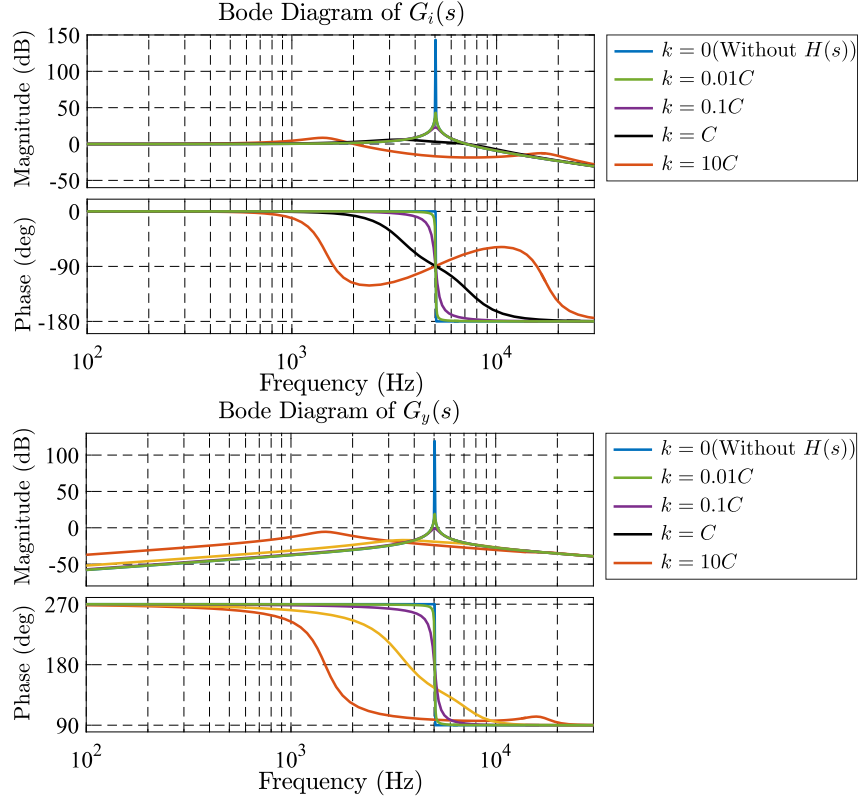 Bode Diagram of G_i(s)
Magnitude (dB)
150
100
50
0
-50
k = 0(Without H(s))
k = 0.01C
k = 0.1C
k = C
k = 10C
Phase (deg)
0
-90
-180
10^2
10^3
10^4
Frequency (Hz)
Bode Diagram of G_y(s)
Magnitude (dB)
100
50
0
-50
k = 0(Without H(s))
k = 0.01C
k = 0.1C
k = C
k = 10C
Phase (deg)
270
180
90
10^2
10^3
10^4
Frequency (Hz)